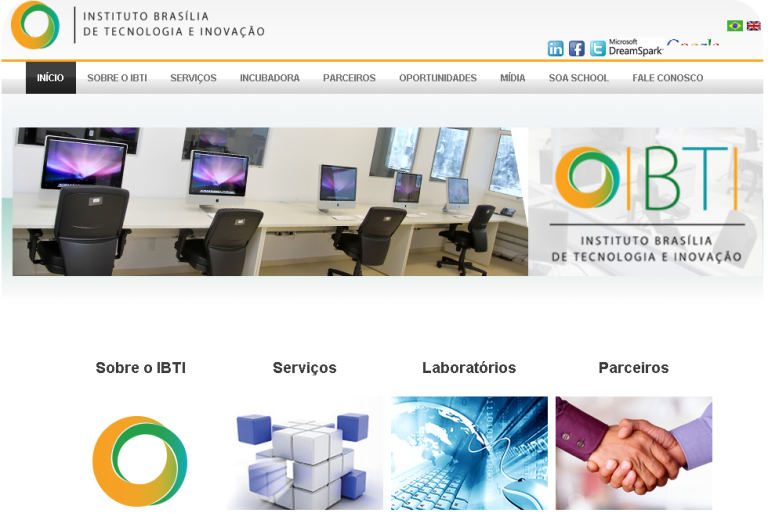 INSTITUTO BRASÍLIA
DE TECNOLOGIA E INOVAÇÃO
Microsoft
DreamSpark
Google
INÍCIO SOBRE O IBTI SERVIÇOS INCUBADORA PARCEIROS OPORTUNIDADES MÍDIA SOA SCHOOL FALE CONOSCO
IBTI
INSTITUTO BRASÍLIA
DE TECNOLOGIA E INOVAÇÃO
Sobre o IBTI Serviços Laboratórios Parceiros